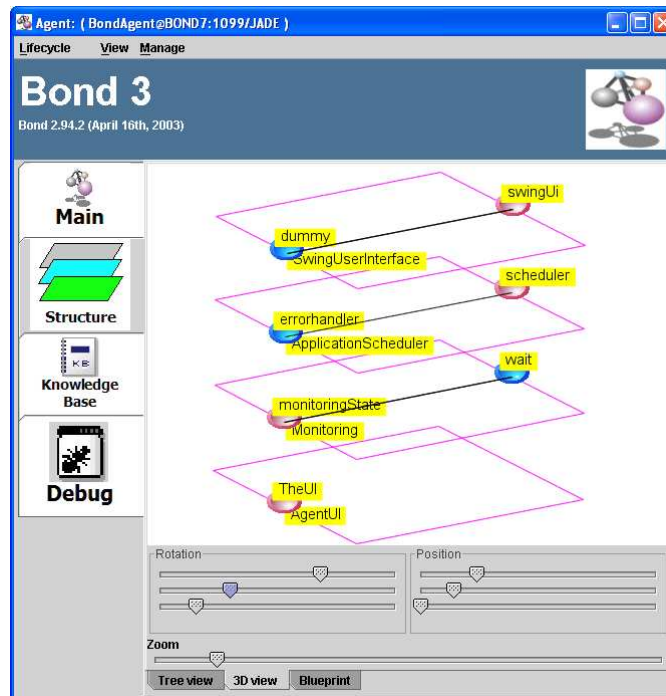 Agent: ( BondAgent@BOND7:1099/JADE )
Lifecycle View Manage
Bond 3
Bond 2.94.2 (April 16th, 2003)
Main
Structure
Knowledge
Base
KB
Debug
swingUi
dummy
SwingUserInterface
scheduler
errorhandler
ApplicationScheduler
wait
monitoringState
Monitoring
TheUI
AgentUI
Rotation
Position
Zoom
Tree view 3D view Blueprint